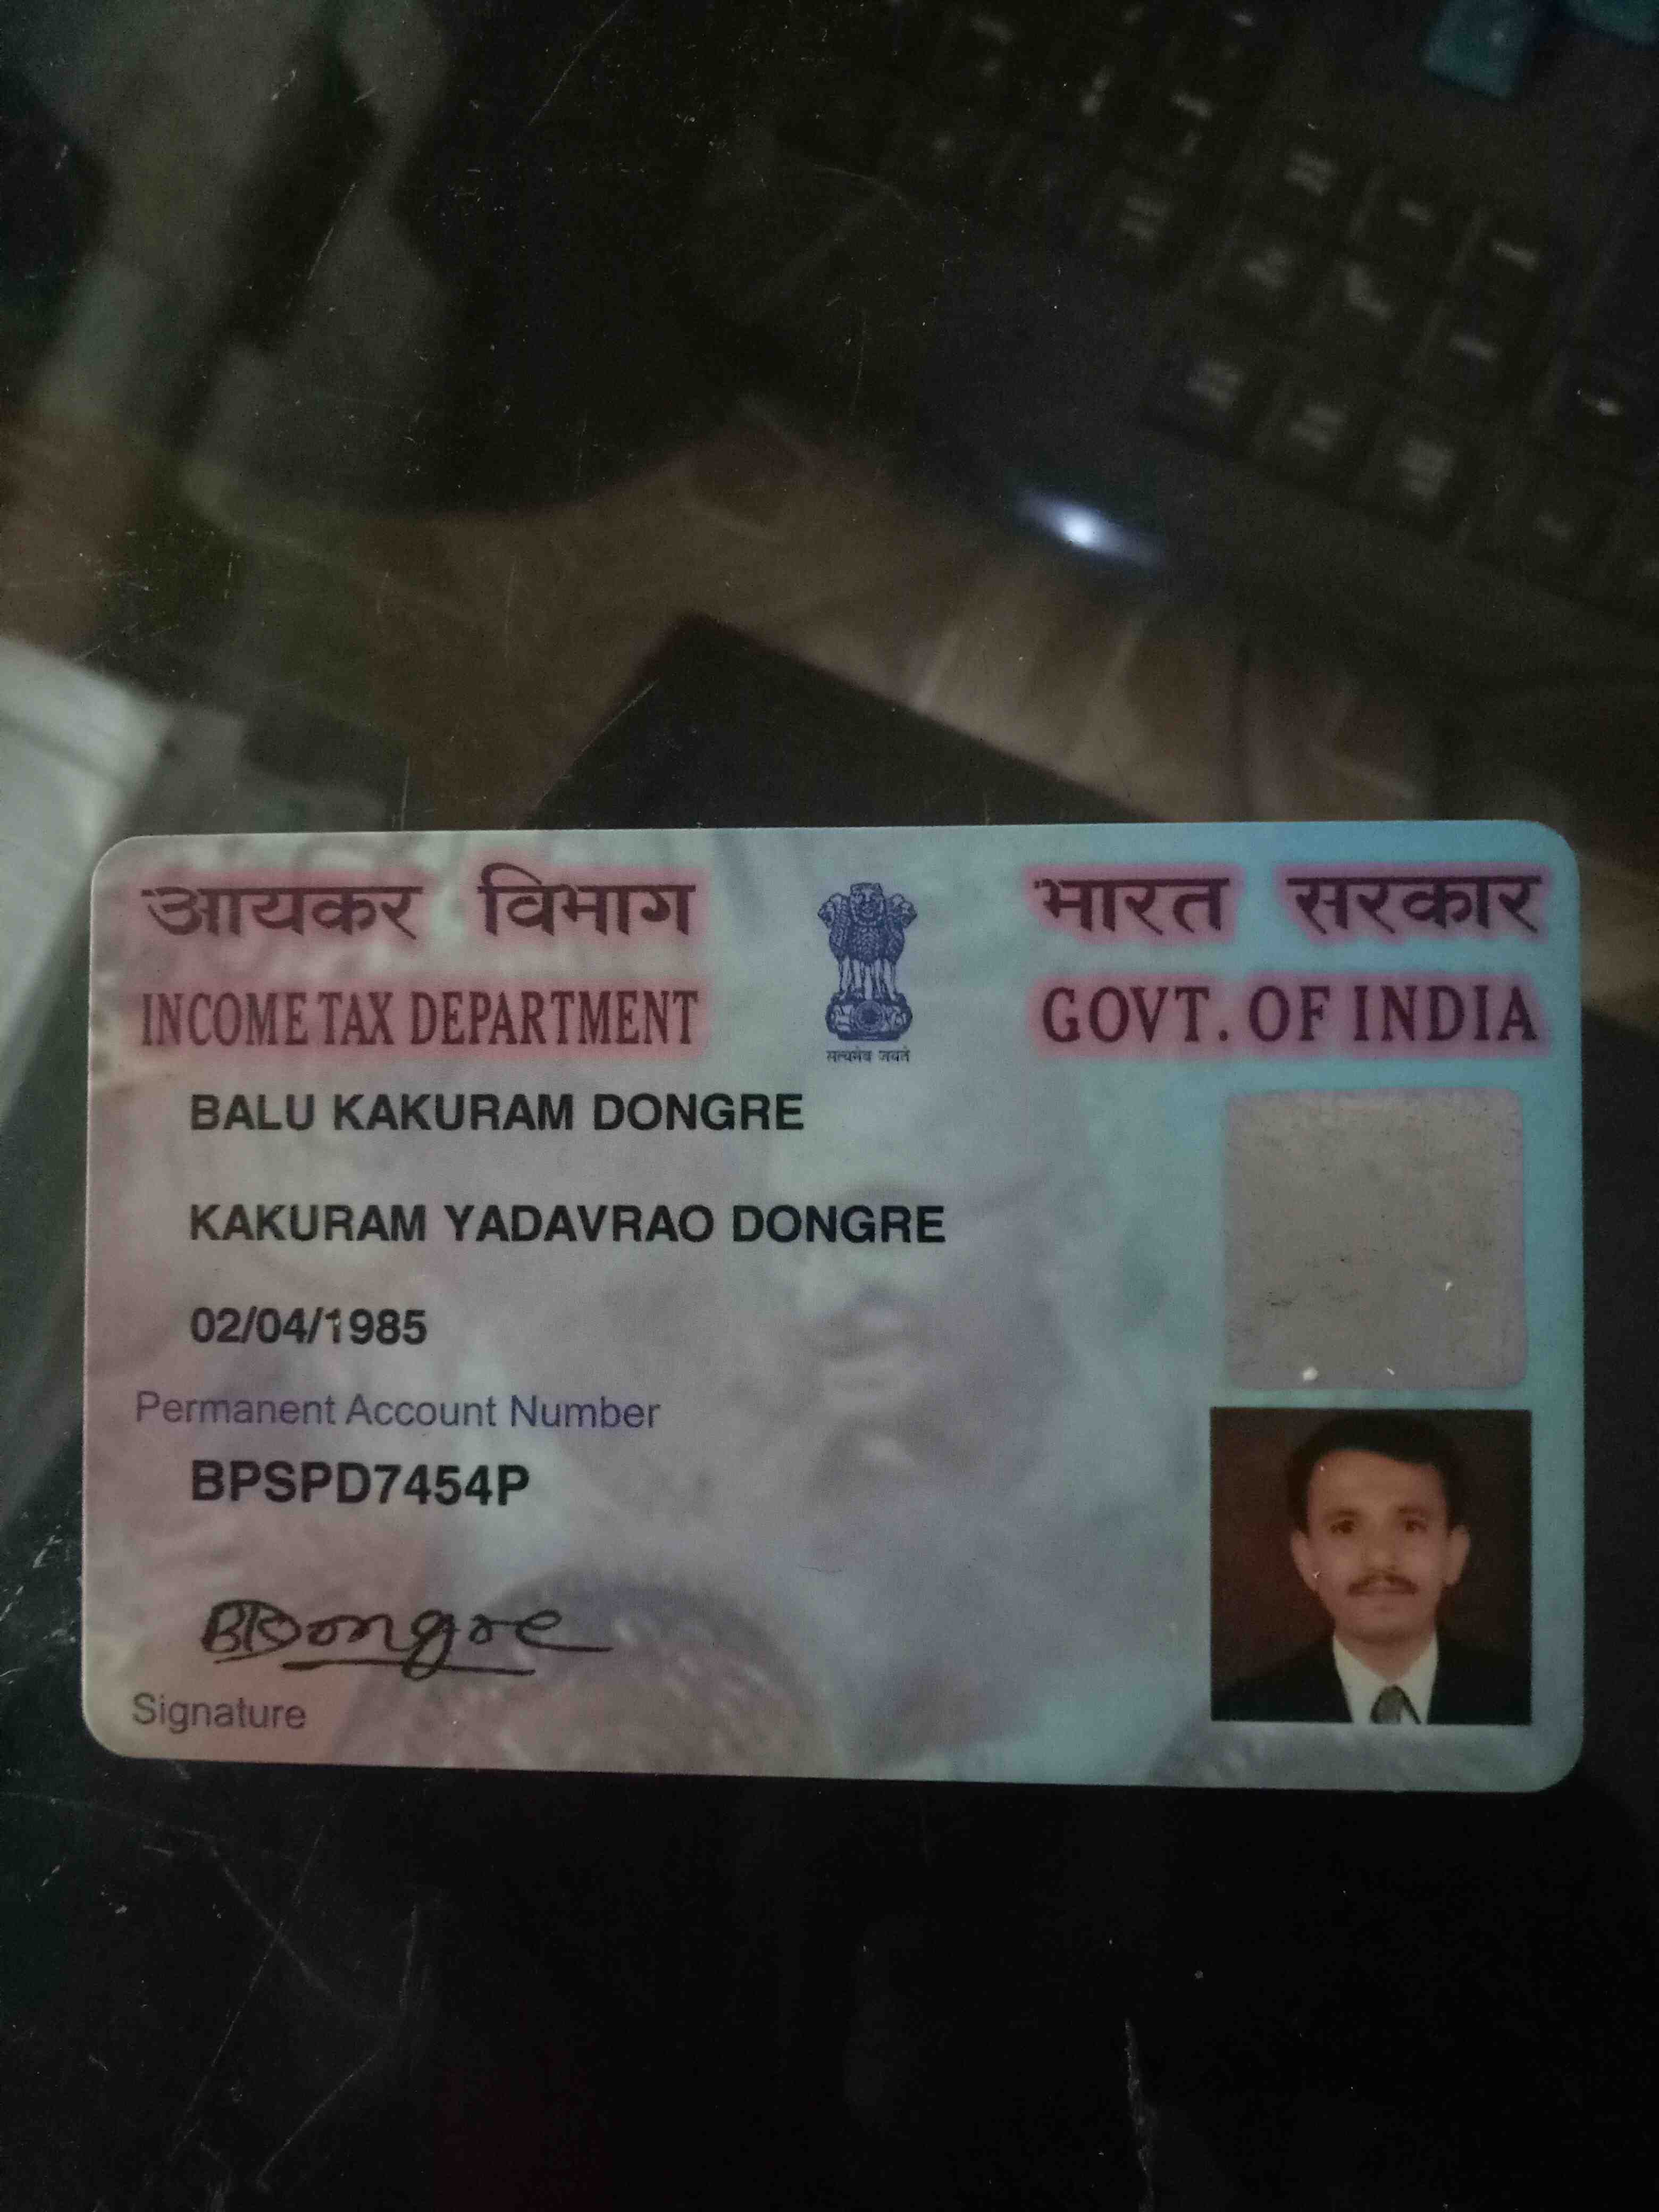 आयकर विभाग
INCOME TAX DEPARTMENT
सत्यमेव जयते
भारत सरकार
GOVT. OF INDIA
BALU KAKURAM DONGRE
KAKURAM YADAVRAO DONGRE
02/04/1985
Permanent Account Number
BPSPD7454P
BKDongre
Signature